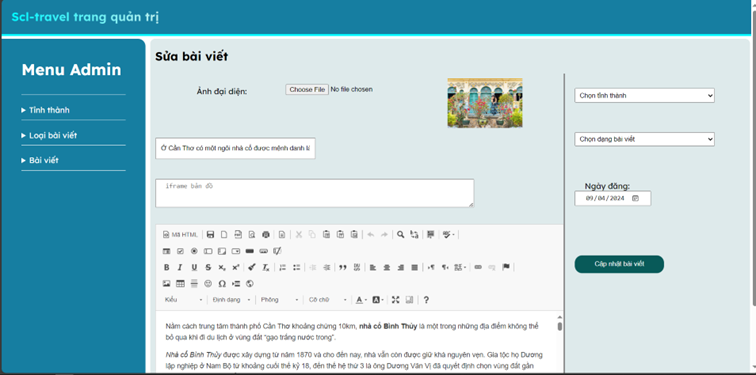 Scl-travel trang quản trị
Menu Admin
Tỉnh thành
Loại bài viết
Bài viết
Sửa bài viết
Ảnh đại diện:
Choose File No file chosen
Ở Cần Thơ có một ngôi nhà cổ được mệnh danh là
iframe bản đồ
Chọn tỉnh thành
Chọn dạng bài viết
Ngày đăng:
09/04/2024
Cập nhật bài viết
Mã HTML
Kiểu
Định dạng
Phông
Cỡ chữ
Nằm cách trung tâm thành phố Cần Thơ khoảng chừng 10km, nhà cổ Bình Thủy là một trong những địa điểm không thể
bỏ qua khi đi du lịch ở vùng đất "gạo trắng nước trong".
Nhà cổ Bình Thủy được xây dựng từ năm 1870 và cho đến nay, nhà vẫn còn được giữ khá nguyên vẹn. Gia tộc họ Dương
lập nghiệp ở Nam Bộ từ khoảng cuối thế kỷ 18, đến thế hệ thứ 3 là ông Dương Văn Vị đã quyết định chọn vùng đất gần